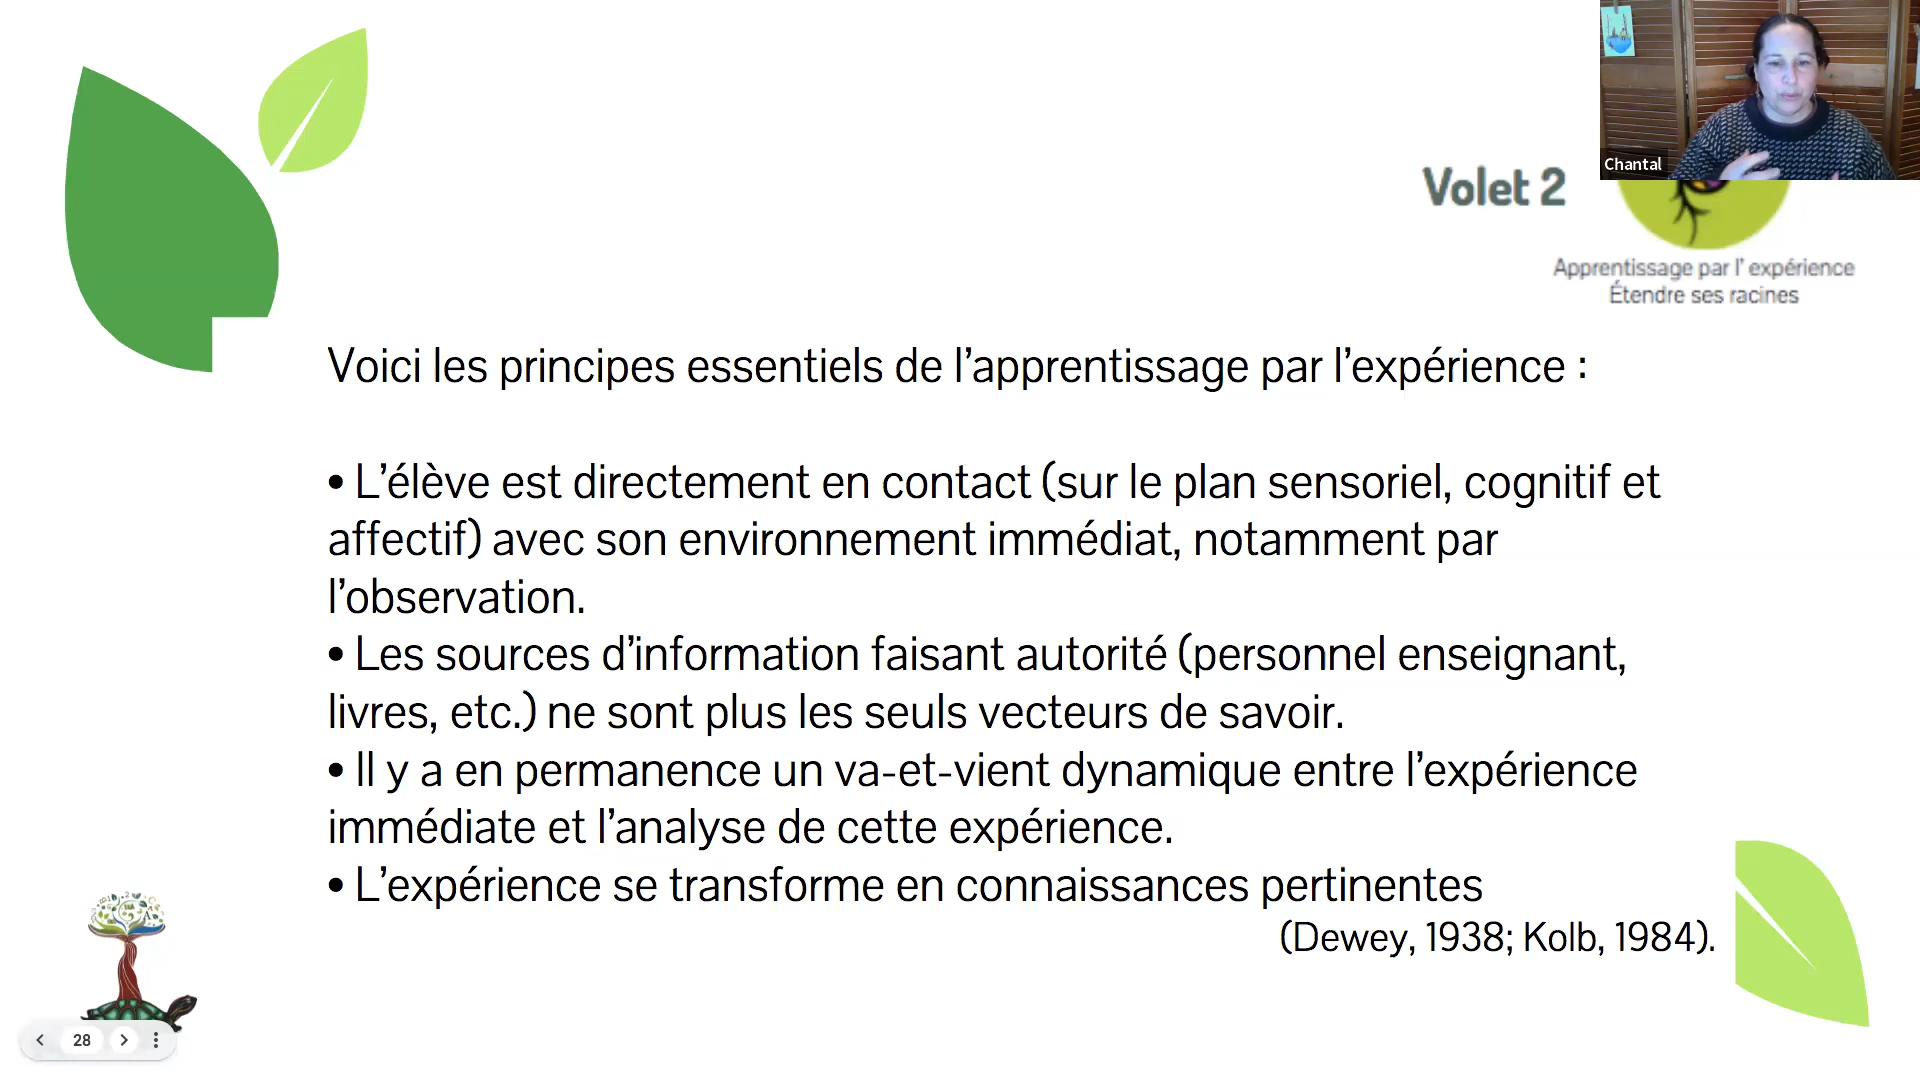 Chantal
Volet 2
Apprentissage par l' expérience
Étendre ses racines
Voici les principes essentiels de l’apprentissage par l’expérience :
• L’élève est directement en contact (sur le plan sensoriel, cognitif et
affectif) avec son environnement immédiat, notamment par
l’observation.
• Les sources d’information faisant autorité (personnel enseignant,
livres, etc.) ne sont plus les seuls vecteurs de savoir.
• Il y a en permanence un va-et-vient dynamique entre l’expérience
immédiate et l’analyse de cette expérience.
• L’expérience se transforme en connaissances pertinentes
(Dewey, 1938; Kolb, 1984).
28